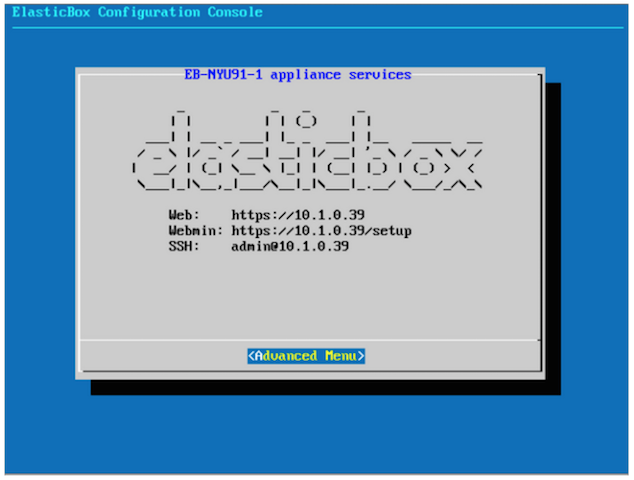 ElasticBox Configuration Console
EB-NYU91-1 appliance services
elasticbox
Web: https://10.1.0.39
Webmin: https://10.1.0.39/setup
SSH: admin@10.1.0.39
<Advanced Menu>